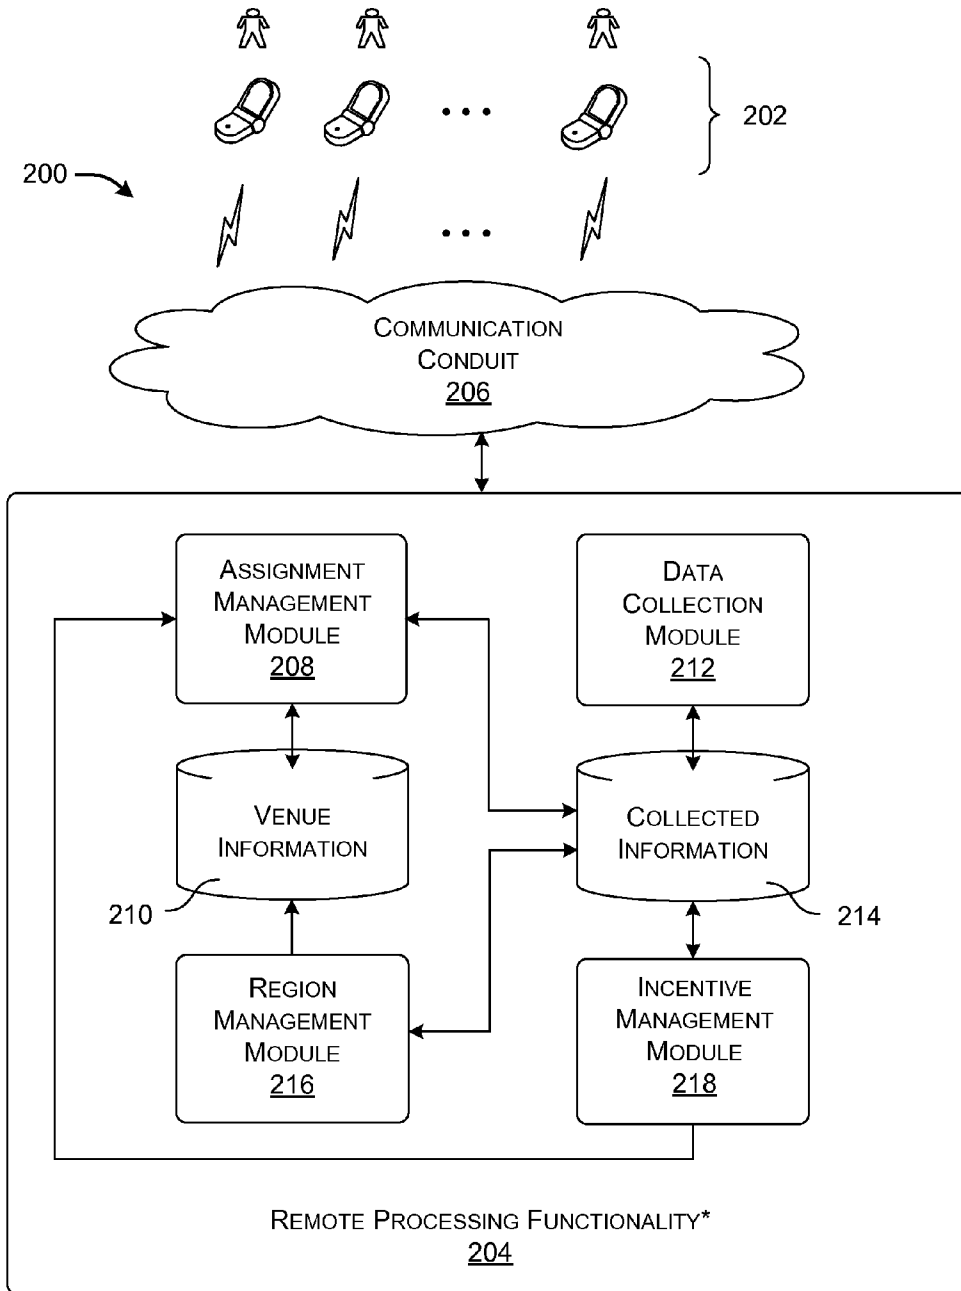 202
200
COMMUNICATION
CONDUIT
206
ASSIGNMENT
MANAGEMENT
MODULE
208
DATA
COLLECTION
MODULE
212
VENUE
INFORMATION
210
COLLECTED
INFORMATION
214
REGION
MANAGEMENT
MODULE
216
INCENTIVE
MANAGEMENT
MODULE
218
REMOTE PROCESSING FUNCTIONALITY*
204